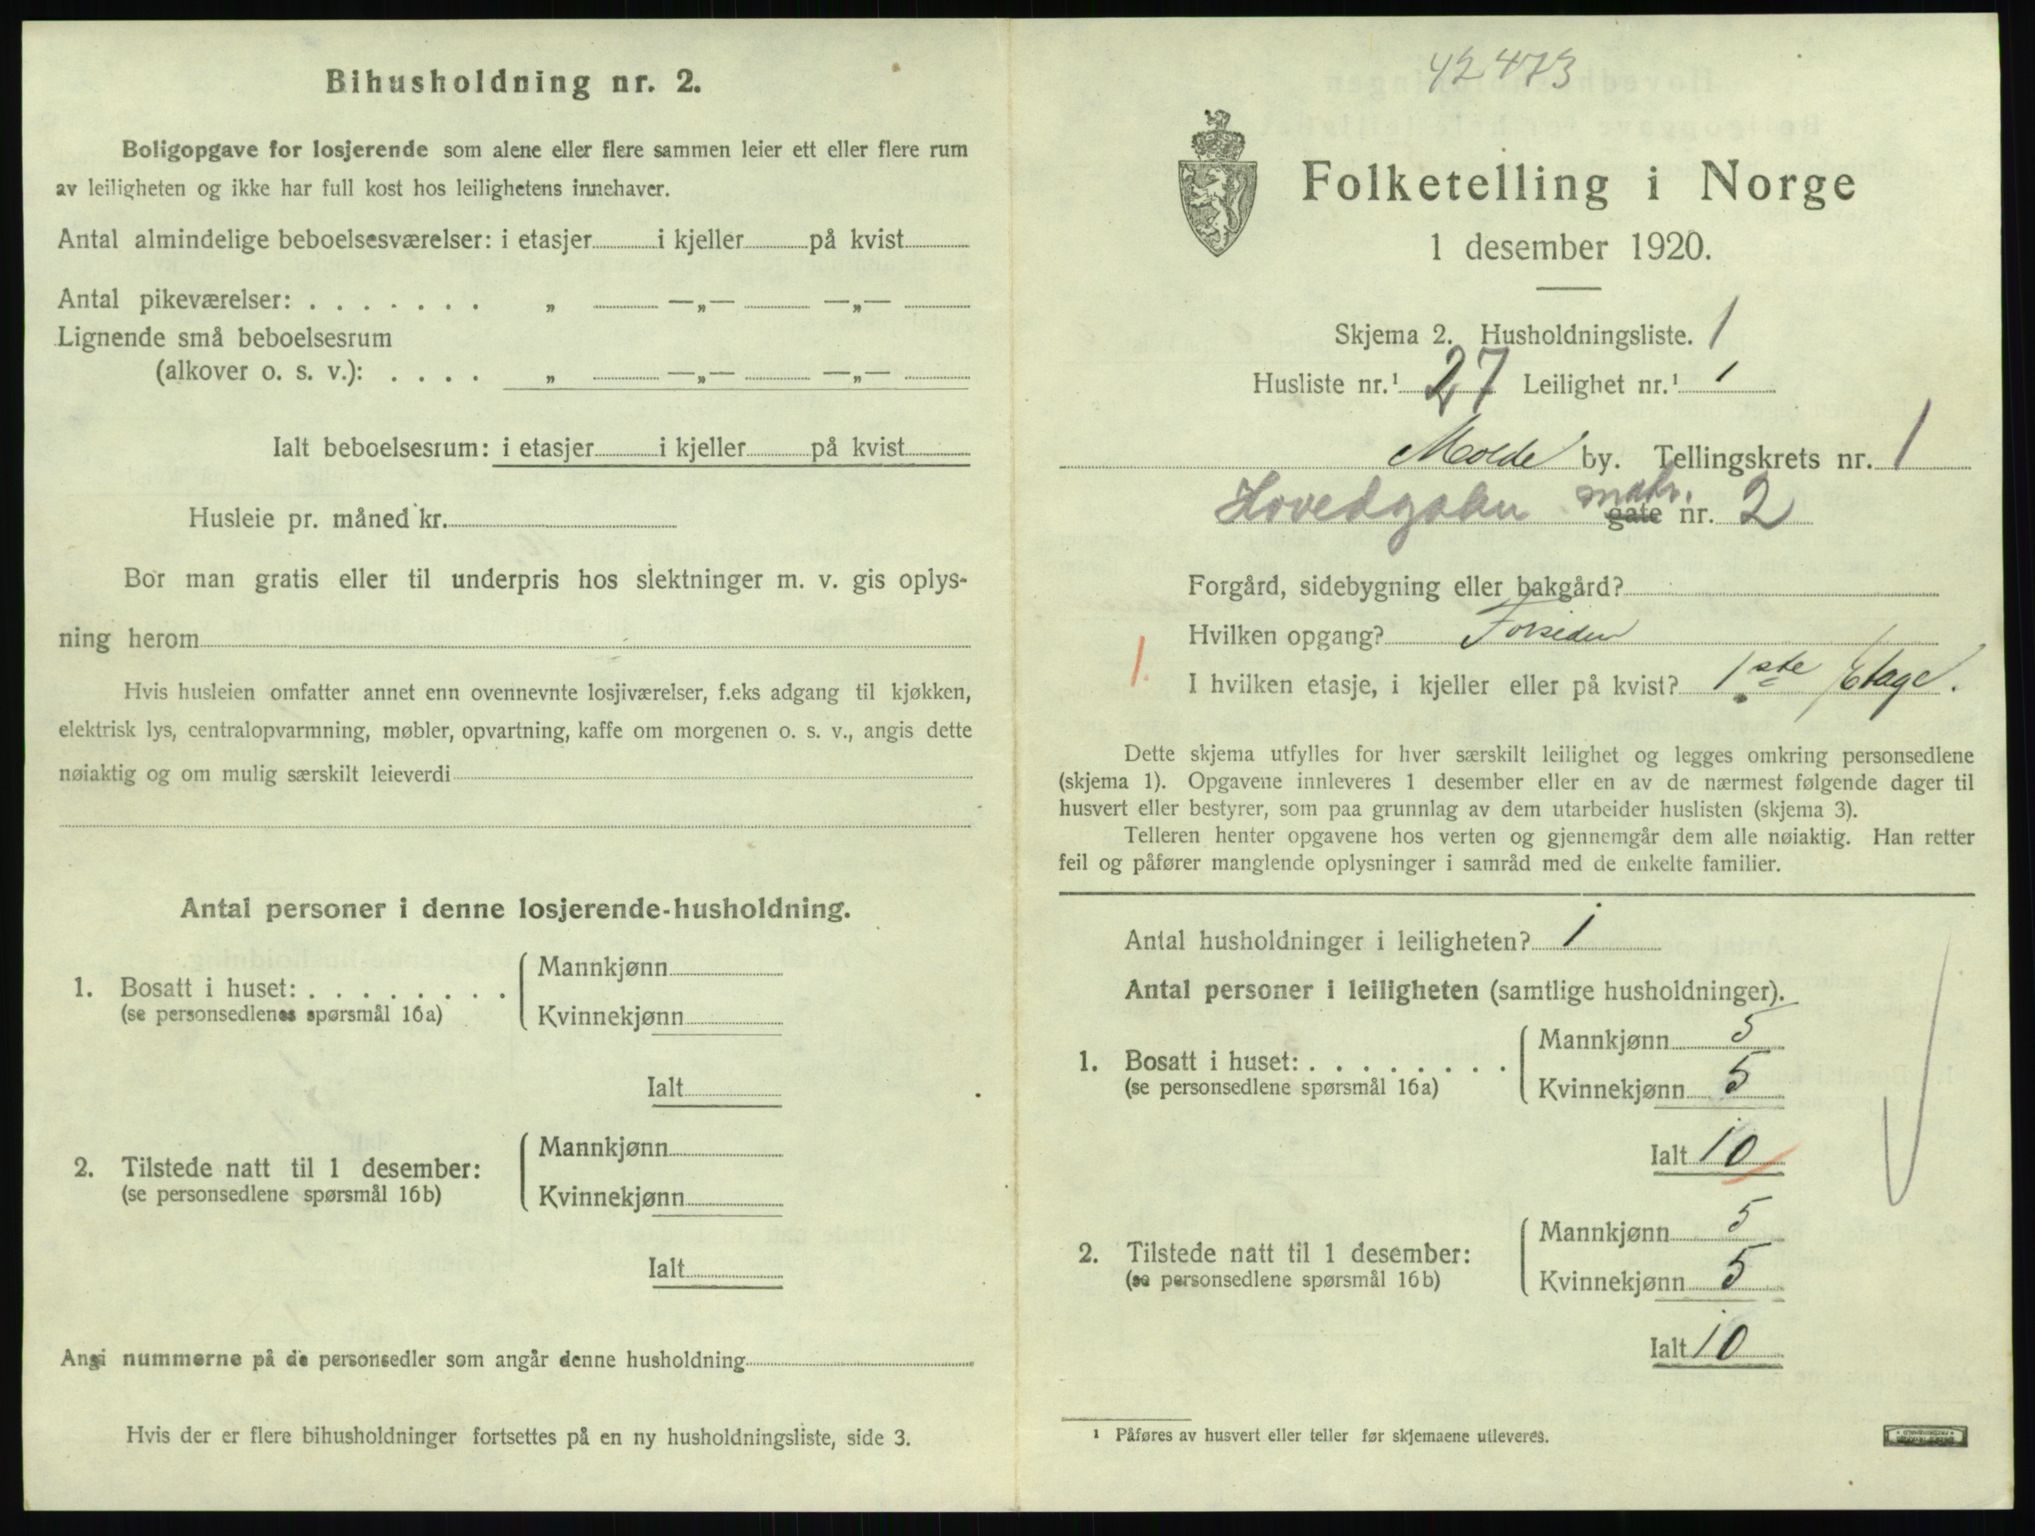 Bihusholdning nr. 2.
Boligopgave for losjerende som alene eller flere sammen leier ett eller flere rum
av leiligheten og ikke har full kost hos leilighetens innehaver.
Antal almindelige beboelsesværelser: i etasjer i kjeller på kvist
Antal pikeværelser: . . . . . . . „ —„— —„—
Lignende små beboelsesrum
(alkover o. s. v.): . . . . „ —„— —„—
Ialt beboelsesrum: i etasjer i kjeller på kvist
Husleie pr. måned kr.
Bor man gratis eller til underpris hos slektninger m. v. gis oplys-
ning herom
Hvis husleien omfatter annet enn ovennevnte losjiværelser, f.eks adgang til kjøkken,
elektrisk lys, centralopvarmning, møbler, opvartning, kaffe om morgenen o. s. v., angis dette
nøiaktig og om mulig særskilt leieverdi
Antal personer i denne losjerende-husholdning.
1. Bosatt i huset: . . . . . . . .
(se personsedlenes spørsmål 16a)
Mannkjønn
Kvinnekjønn
Ialt
2. Tilstede natt til 1 desember:
(se personsedlene spørsmål 16b)
Mannkjønn
Kvinnekjønn
Ialt
Angi nummerne på de personsedler som angår denne husholdning
Hvis der er flere bihusholdninger fortsettes på en ny husholdningsliste, side 3.
42473
Folketelling i Norge
1 desember 1920.
Skjema 2. Husholdningsliste. 1
Husliste nr.¹ 27 Leilighet nr.¹ 1
Molde by. Tellingskrets nr. 1
Hovedgaten matr. gate nr. 2
Forgård, sidebygning eller bakgård?
Hvilken opgang? Forsiden
1. I hvilken etasje, i kjeller eller på kvist? 1ste Etage.
Dette skjema utfylles for hver særskilt leilighet og legges omkring personsedlene
(skjema 1). Opgavene innleveres 1 desember eller en av de nærmest følgende dager til
husvert eller bestyrer, som paa grunnlag av dem utarbeider huslisten (skjema 3).
Telleren henter opgavene hos verten og gjennemgår dem alle nøiaktig. Han retter
feil og påfører manglende oplysninger i samråd med de enkelte familier.
Antal husholdninger i leiligheten? 1
Antal personer i leiligheten (samtlige husholdninger).
1. Bosatt i huset: . . . . . . . .
(se personsedlene spørsmål 16a)
Mannkjønn 5
Kvinnekjønn 5
Ialt 10
2. Tilstede natt til 1 desember:
(se personsedlene spørsmål 16b)
Mannkjønn 5
Kvinnekjønn 5
Ialt 10
¹ Påføres av husvert eller teller før skjemaene utleveres.